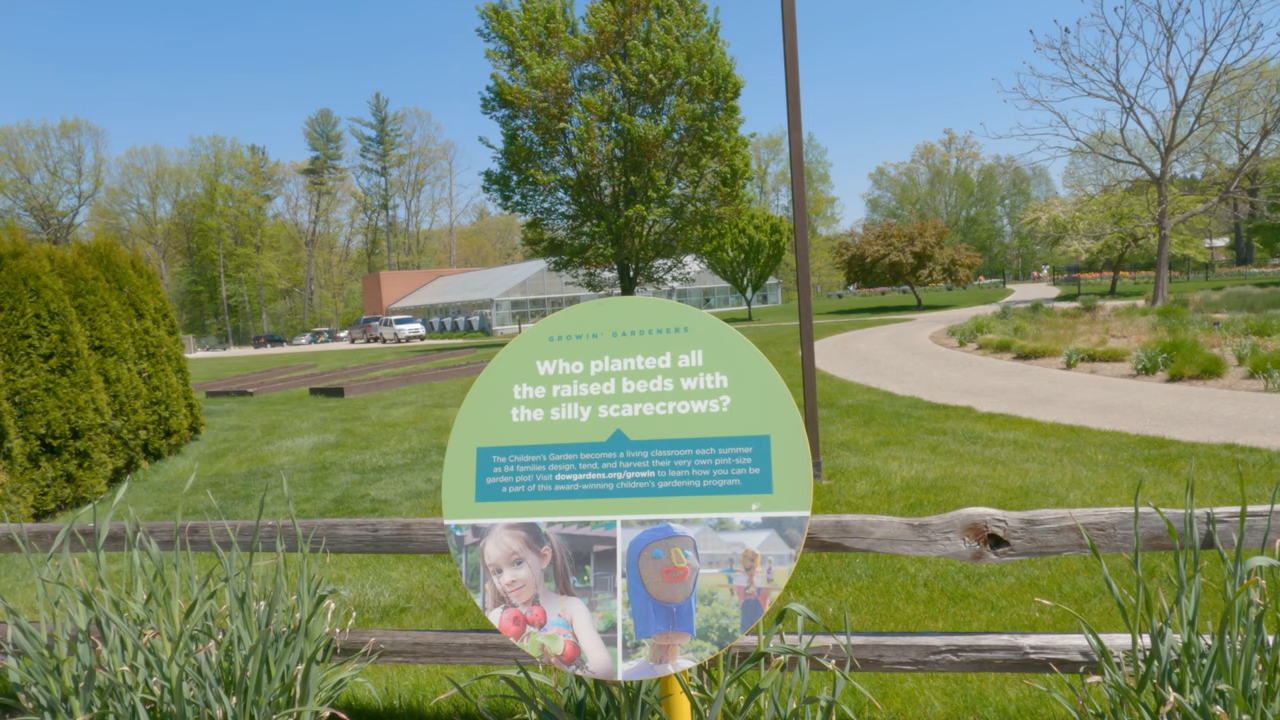 GROWIN' GARDENERS
Who planted all
the raised beds with
the silly scarecrows?
The Children's Garden becomes a living classroom each summer
as 84 families design, tend, and harvest their very own pint-size
garden plot! Visit dowgardens.org/growin to learn how you can be
a part of this award-winning children's gardening program.